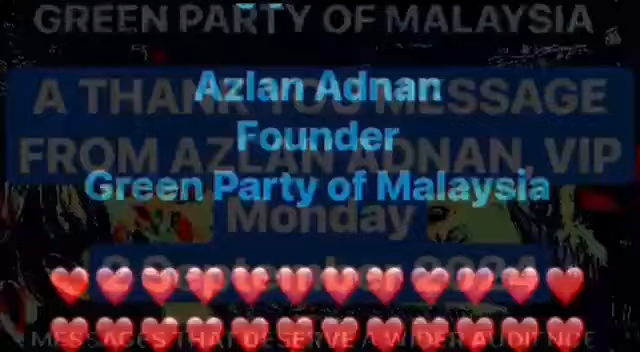 GREEN PARTY OF MALAYSIA
A THANK YOU MESSAGE
Azlan Adnan
Founder
FROM AZLAN ADNAN, VIP
Green Party of Malaysia
Monday
2 September 2024
MESSAGES THAT DESERVE A WIDER AUDIENCE